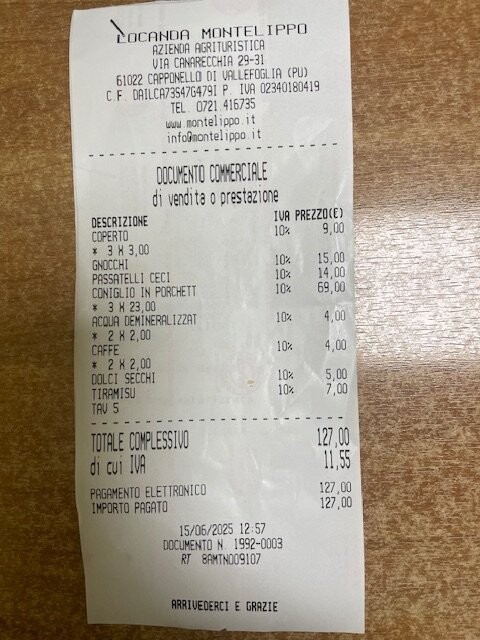 LOCANDA MONTELIPPO
AZIENDA AGRITURISTICA
VIA CANARECCHIA 29-31
61022 CAPPONELLO DI VALLEFOGLIA (PU)
C.F. DAILCA73S47G479I P. IVA 02340180419
TEL. 0721.416735
www.montelippo.it
info@montelippo.it
DOCUMENTO COMMERCIALE
di vendita o prestazione
DESCRIZIONE IVA PREZZO(€)
COPERTO 10% 9,00
* 3 X 3,00
GNOCCHI 10% 15,00
PASSATELLI CECI 10% 14,00
CONIGLIO IN PORCHETT 10% 69,00
* 3 X 23,00
ACQUA DEMINERALIZZAT 10% 4,00
* 2 X 2,00
CAFFE 10% 4,00
* 2 X 2,00
DOLCI SECCHI 10% 5,00
TIRAMISU 10% 7,00
TAV 5
TOTALE COMPLESSIVO 127,00
di cui IVA 11,55
PAGAMENTO ELETTRONICO 127,00
IMPORTO PAGATO 127,00
15/06/2025 12:57
DOCUMENTO N. 1992-0003
RT 8AMTN009107
ARRIVEDERCI E GRAZIE